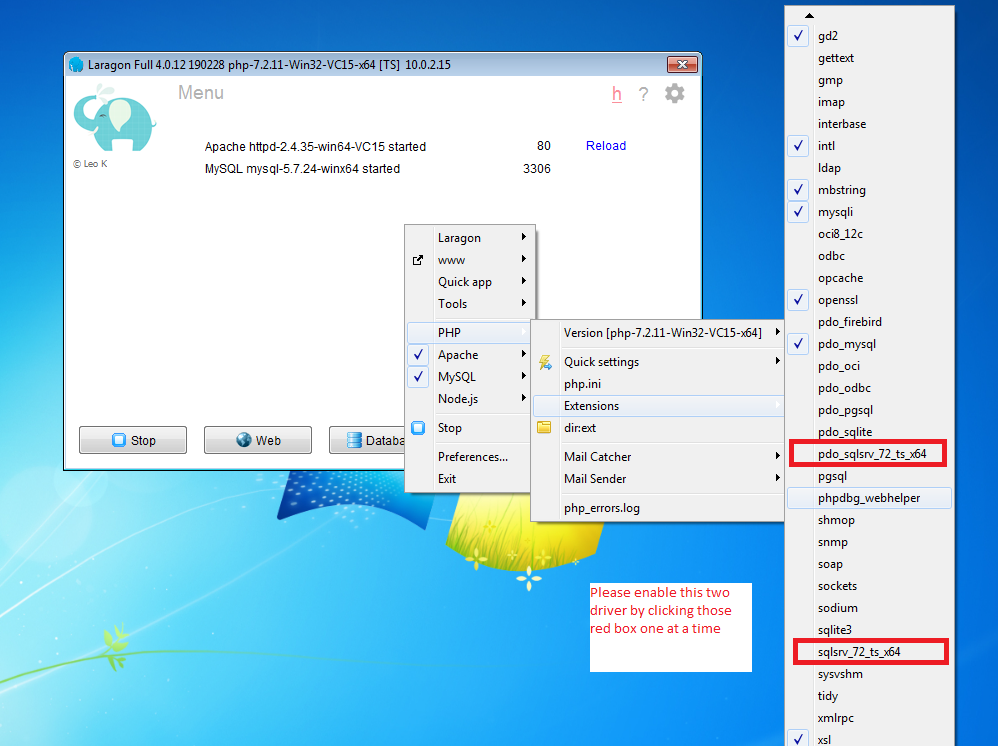 Laragon Full 4.0.12 190228 php-7.2.11-Win32-VC15-x64 [TS] 10.0.2.15
Menu
h ?
© Leo K
Apache httpd-2.4.35-win64-VC15 started 80 Reload
MySQL mysql-5.7.24-winx64 started 3306
Stop
Web
Databa
Laragon
www
Quick app
Tools
PHP
Apache
MySQL
Node.js
Stop
Preferences...
Exit
Version [php-7.2.11-Win32-VC15-x64]
Quick settings
php.ini
Extensions
dir:ext
Mail Catcher
Mail Sender
php_errors.log
gd2
gettext
gmp
imap
interbase
intl
ldap
mbstring
mysqli
oci8_12c
odbc
opcache
openssl
pdo_firebird
pdo_mysql
pdo_oci
pdo_odbc
pdo_pgsql
pdo_sqlite
pdo_sqlsrv_72_ts_x64
pgsql
phpdbg_webhelper
shmop
snmp
soap
sockets
sodium
sqlite3
sqlsrv_72_ts_x64
sysvshm
tidy
xmlrpc
xsl
Please enable this two
driver by clicking those
red box one at a time